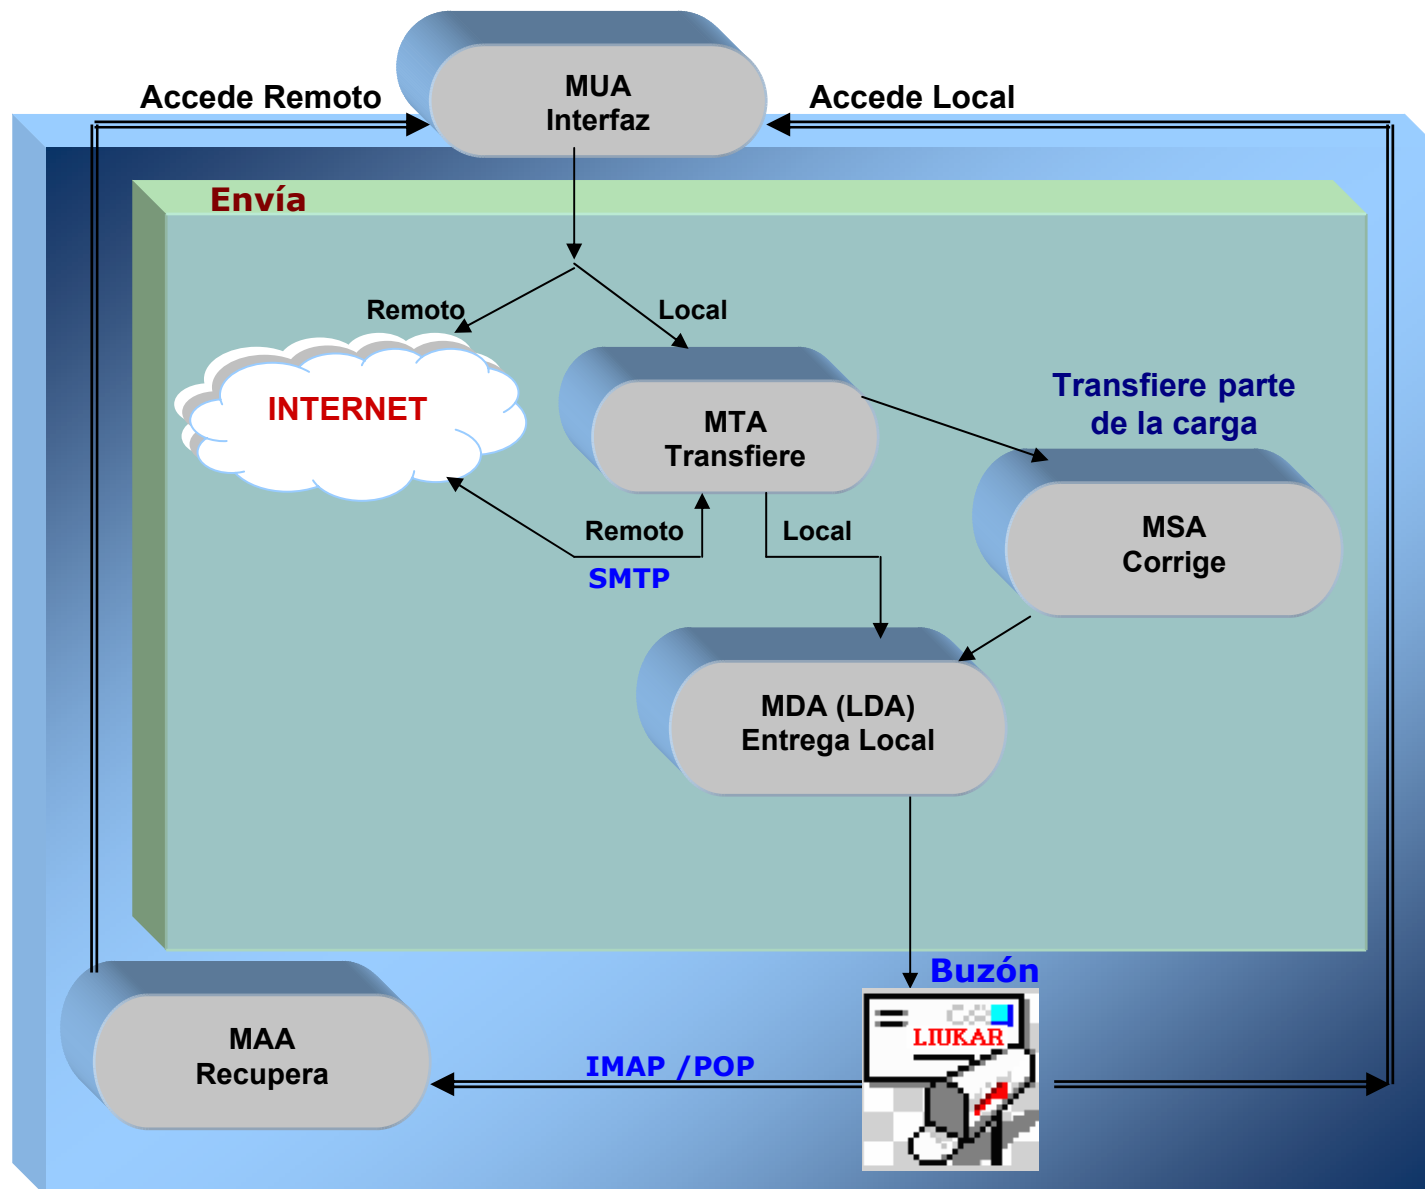 MUA
Interfaz
Accede Remoto
Accede Local
Envía
Remoto
Local
INTERNET
MTA
Transfiere
Transfiere parte
de la carga
Remoto
Local
SMTP
MSA
Corrige
MDA (LDA)
Entrega Local
Buzón
LIUKAR
MAA
Recupera
IMAP /POP